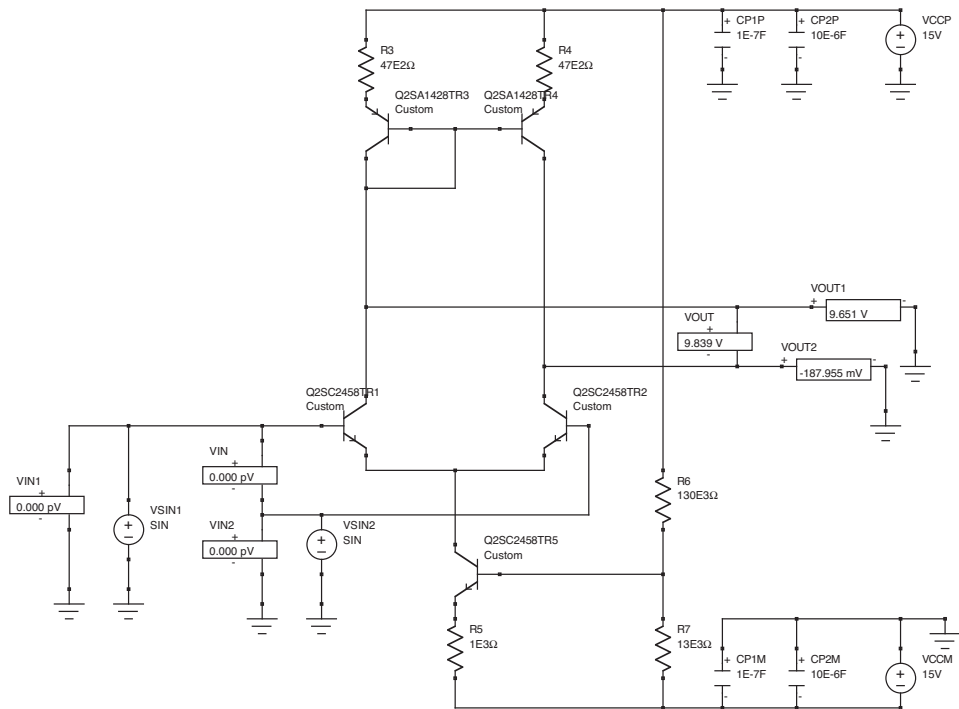 R3
47E2Ω
R4
47E2Ω
CP1P
1E-7F
CP2P
10E-6F
VCCP
15V
+
+
+
-
-
Q2SA1428TR3
Custom
Q2SA1428TR4
Custom
VOUT1
+
-
9.651 V
VOUT
+
9.839 V
-
VOUT2
+
-
-187.955 mV
Q2SC2458TR1
Custom
Q2SC2458TR2
Custom
VIN
+
0.000 pV
-
VIN1
+
0.000 pV
-
VSIN1
SIN
+
VIN2
+
0.000 pV
-
VSIN2
SIN
+
R6
130E3Ω
Q2SC2458TR5
Custom
R5
1E3Ω
R7
13E3Ω
CP1M
1E-7F
CP2M
10E-6F
VCCM
15V
+
+
+
-
-